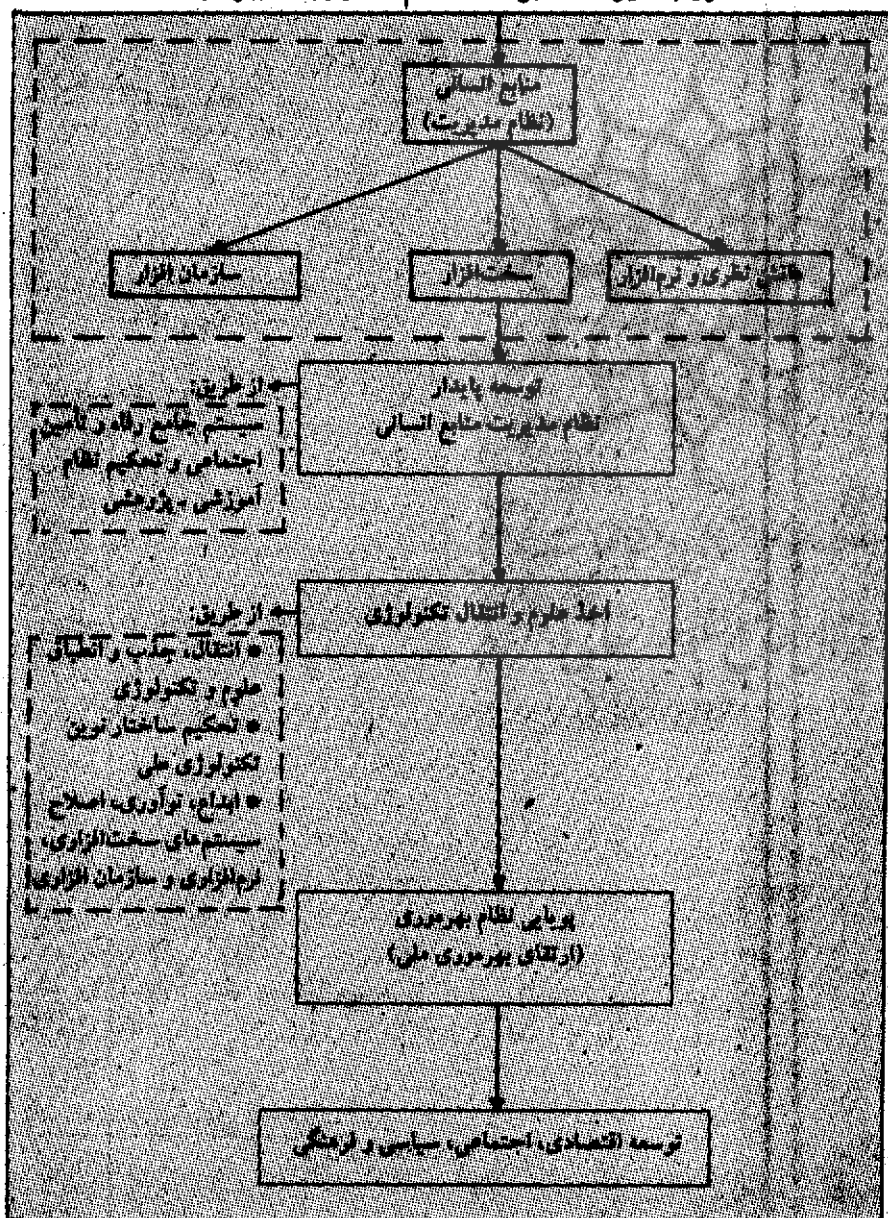 منابع انسانی
(نظام مدیریت)
دانش نظری و نرم‌افزار
سخت‌افزار
سازمان افزار
توسعه پایدار
نظام مدیریت منابع انسانی
از طریق:
سیستم جامع رفاه و تأمین
اجتماعی و تحکیم نظام
آموزشی ـ پژوهشی
اخذ علوم و انتقال تکنولوژی
از طریق:
● انتقال، جذب و انطباق
علوم و تکنولوژی
● تحکیم ساختار نوین
تکنولوژی ملی
● ابداع، نوآوری، اصلاح
سیستم‌های سخت‌افزاری،
نرم‌افزاری و سازمان افزاری
پویایی نظام بهره‌وری
(ارتقای بهره‌وری ملی)
توسعه اقتصادی، اجتماعی، سیاسی و فرهنگی